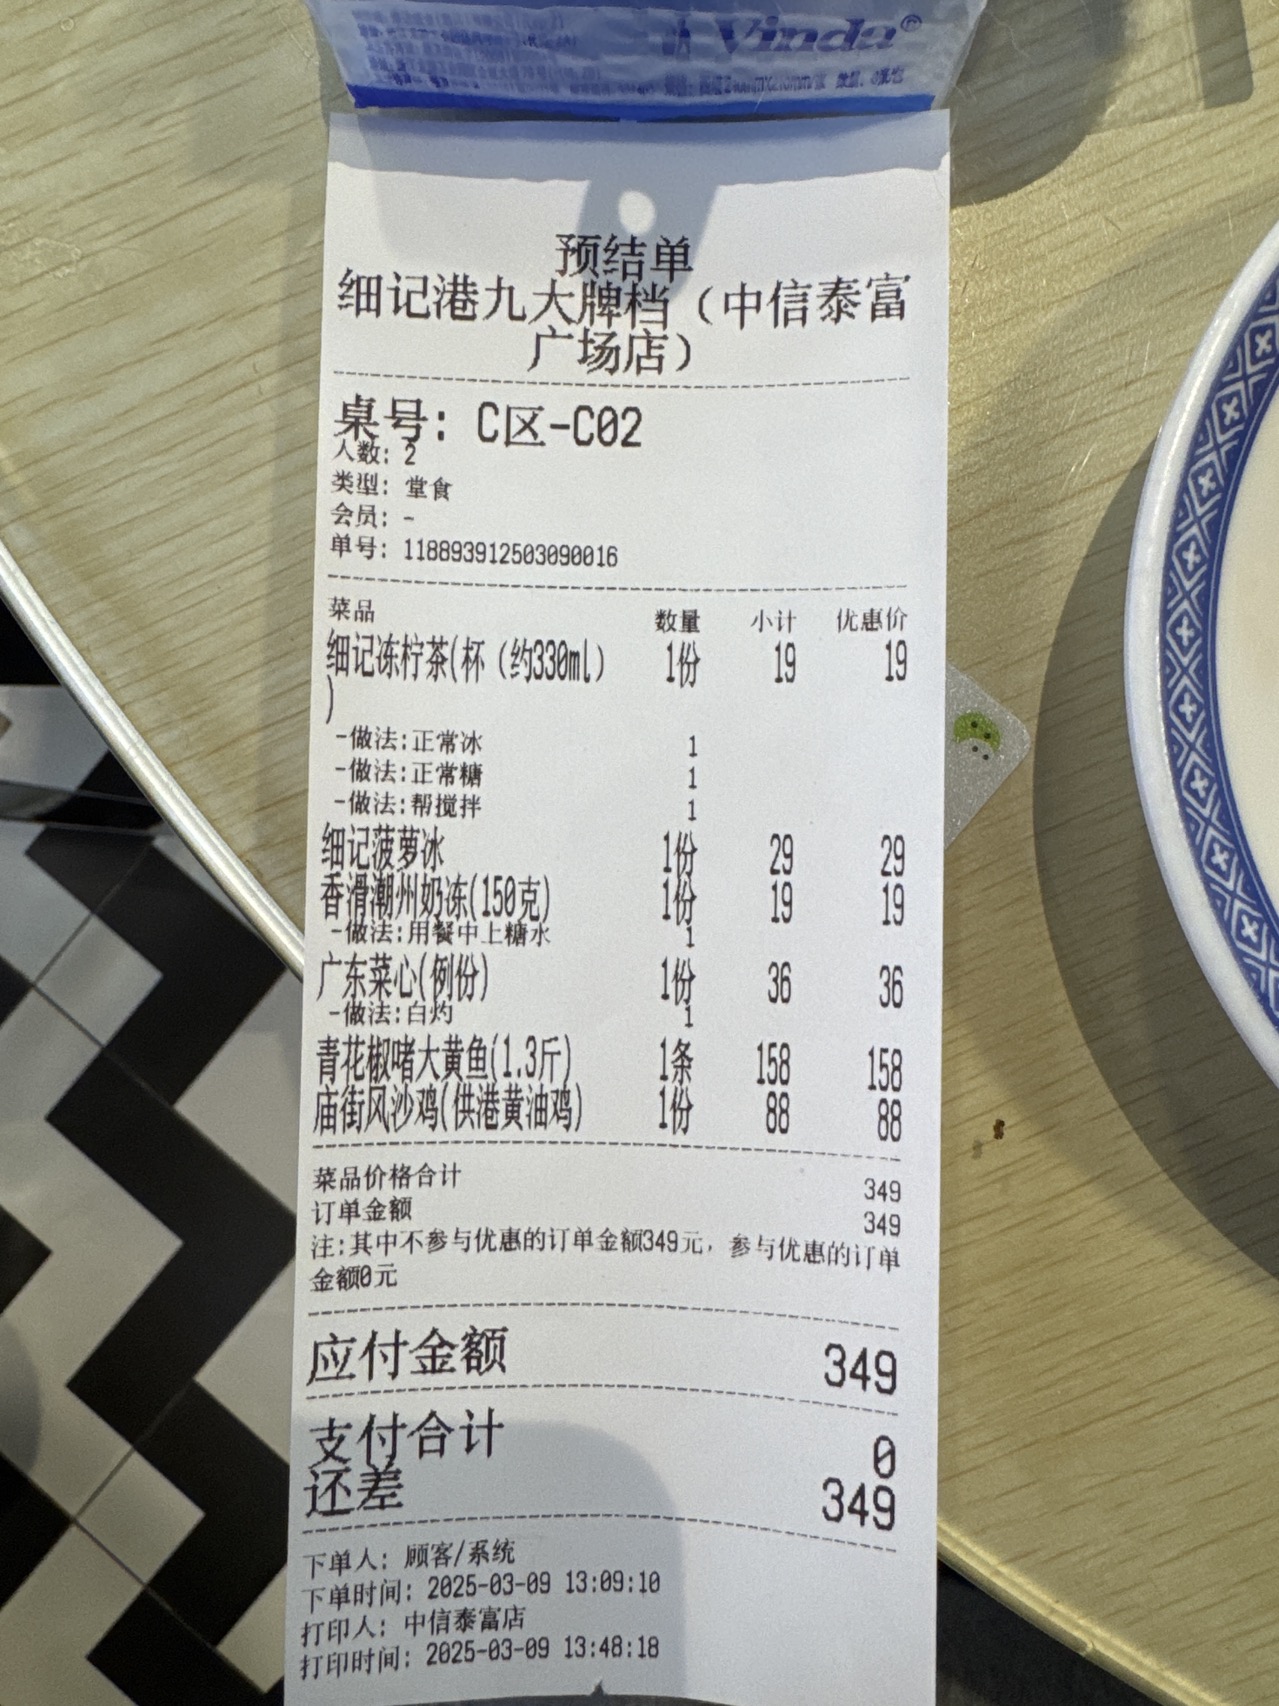 Vinda®
预结单
细记港九大牌档（中信泰富
广场店）
桌号： C区-C02
人数： 2
类型： 堂食
会员： -
单号： 118893912503090016
菜品 数量 小计 优惠价
细记冻柠茶(杯（约330ml） 1份 19 19
)
-做法:正常冰 1
-做法:正常糖 1
-做法:帮搅拌 1
细记菠萝冰 1份 29 29
香滑潮州奶冻(150克) 1份 19 19
-做法:用餐中上糖水 1
广东菜心(例份) 1份 36 36
-做法:白灼 1
青花椒啫大黄鱼(1.3斤) 1条 158 158
庙街风沙鸡(供港黄油鸡) 1份 88 88
菜品价格合计 349
订单金额 349
注:其中不参与优惠的订单金额349元，参与优惠的订单
金额0元
应付金额 349
支付合计 0
还差 349
下单人： 顾客/系统
下单时间： 2025-03-09 13:09:10
打印人： 中信泰富店
打印时间： 2025-03-09 13:48:18